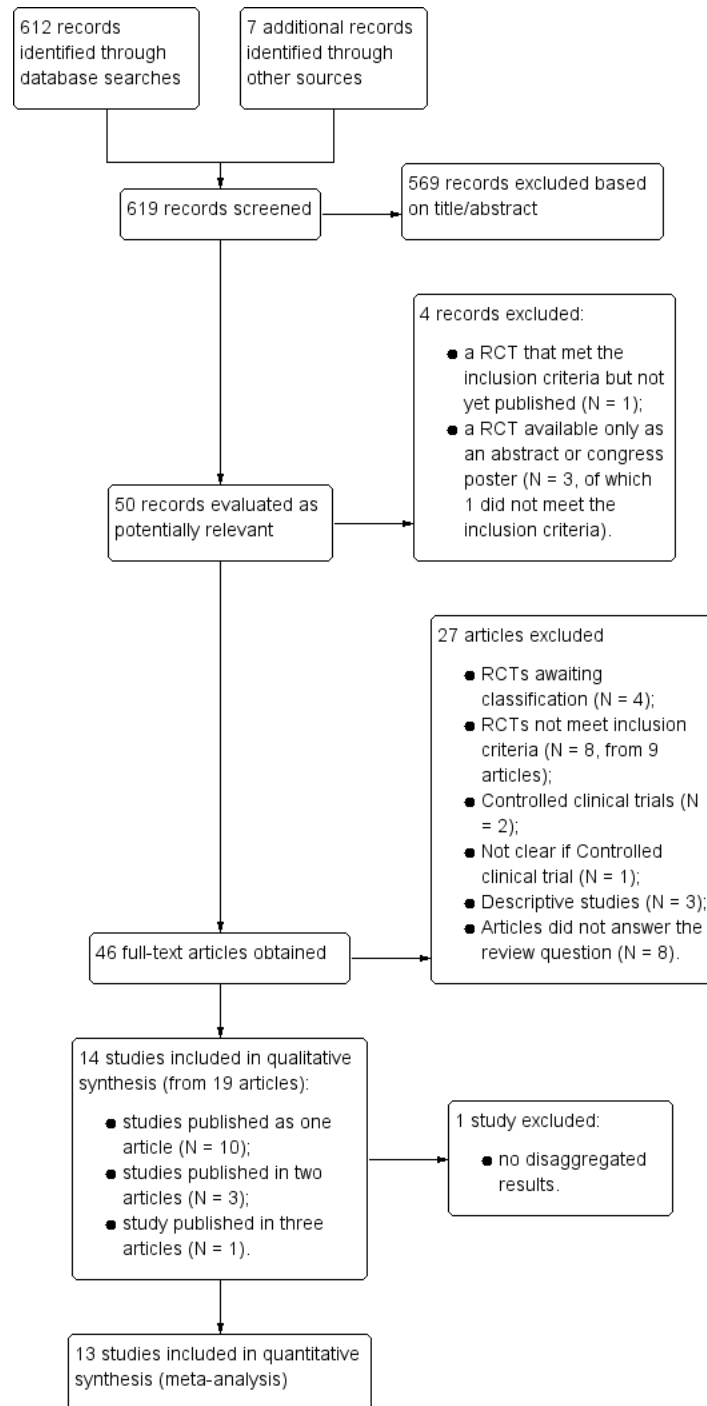 612 records
identified through
database searches
7 additional records
identified through
other sources
619 records screened
569 records excluded based
on title/abstract
4 records excluded:
● a RCT that met the
inclusion criteria but not
yet published (N = 1);
● a RCT available only as
an abstract or congress
poster (N = 3, of which
1 did not meet the
inclusion criteria).
50 records evaluated as
potentially relevant
27 articles excluded
● RCTs awaiting
classification (N = 4);
● RCTs not meet inclusion
criteria (N = 8, from 9
articles);
● Controlled clinical trials (N
= 2);
● Not clear if Controlled
clinical trial (N = 1);
● Descriptive studies (N = 3);
● Articles did not answer the
review question (N = 8).
46 full-text articles obtained
14 studies included in qualitative
synthesis (from 19 articles):
● studies published as one
article (N = 10);
● studies published in two
articles (N = 3);
● study published in three
articles (N = 1).
1 study excluded:
● no disaggregated
results.
13 studies included in quantitative
synthesis (meta-analysis)